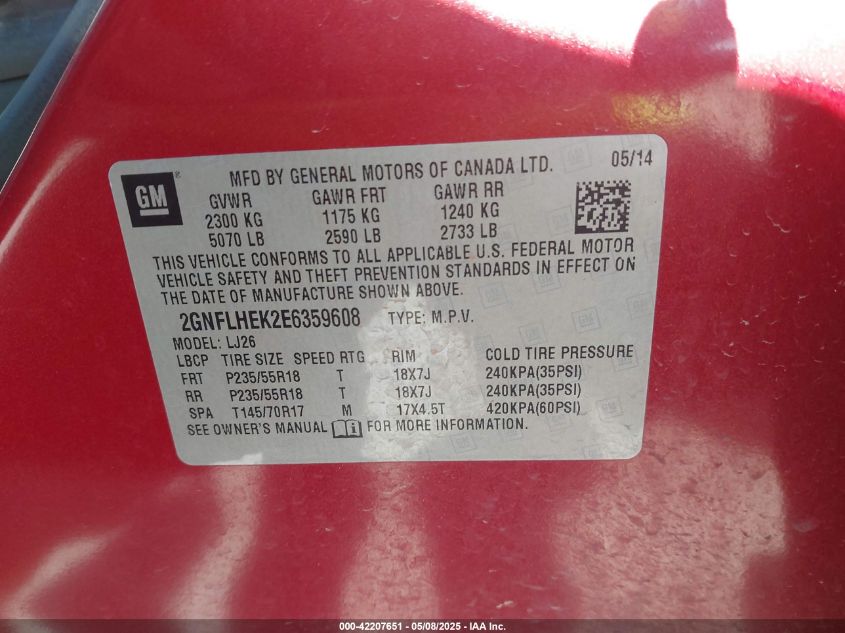 GM®
MFD BY GENERAL MOTORS OF CANADA LTD. 05/14
GVWR GAWR FRT GAWR RR
2300 KG 1175 KG 1240 KG
5070 LB 2590 LB 2733 LB
THIS VEHICLE CONFORMS TO ALL APPLICABLE U.S. FEDERAL MOTOR
VEHICLE SAFETY AND THEFT PREVENTION STANDARDS IN EFFECT ON
THE DATE OF MANUFACTURE SHOWN ABOVE.
2GNFLHEK2E6359608 TYPE: M.P.V.
MODEL: LJ26
LBCP TIRE SIZE SPEED RTG RIM COLD TIRE PRESSURE
FRT P235/55R18 T 18X7J 240KPA(35PSI)
RR P235/55R18 T 18X7J 240KPA(35PSI)
SPA T145/70R17 M 17X4.5T 420KPA(60PSI)
SEE OWNER'S MANUAL i FOR MORE INFORMATION.
000-42207651 - 05/08/2025 - IAA Inc.